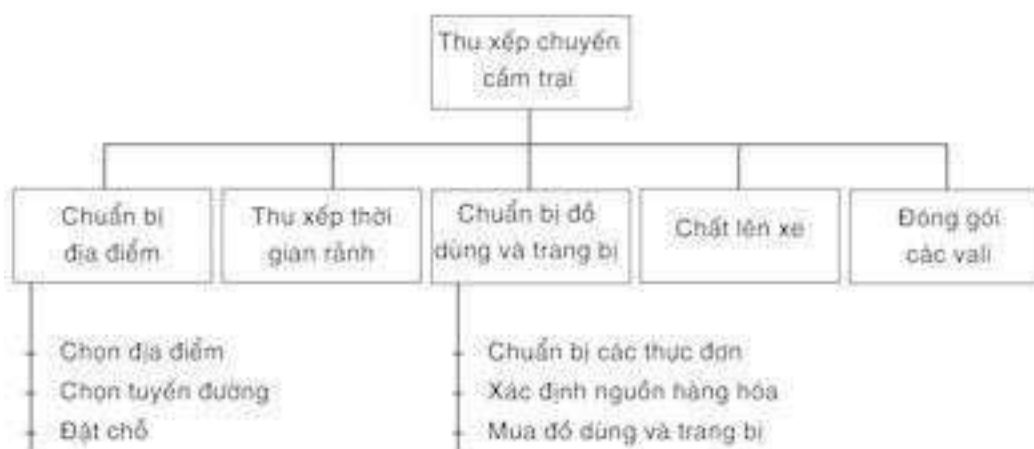 Thu xếp chuyến
cắm trại
Chuẩn bị
địa điểm
Thu xếp thời
gian rảnh
Chuẩn bị đồ
dùng và trang bị
Chất lên xe
Đóng gói
các vali
Chọn địa điểm
Chọn tuyến đường
Đặt chỗ
Chuẩn bị các thực đơn
Xác định nguồn hàng hóa
Mua đồ dùng và trang bị